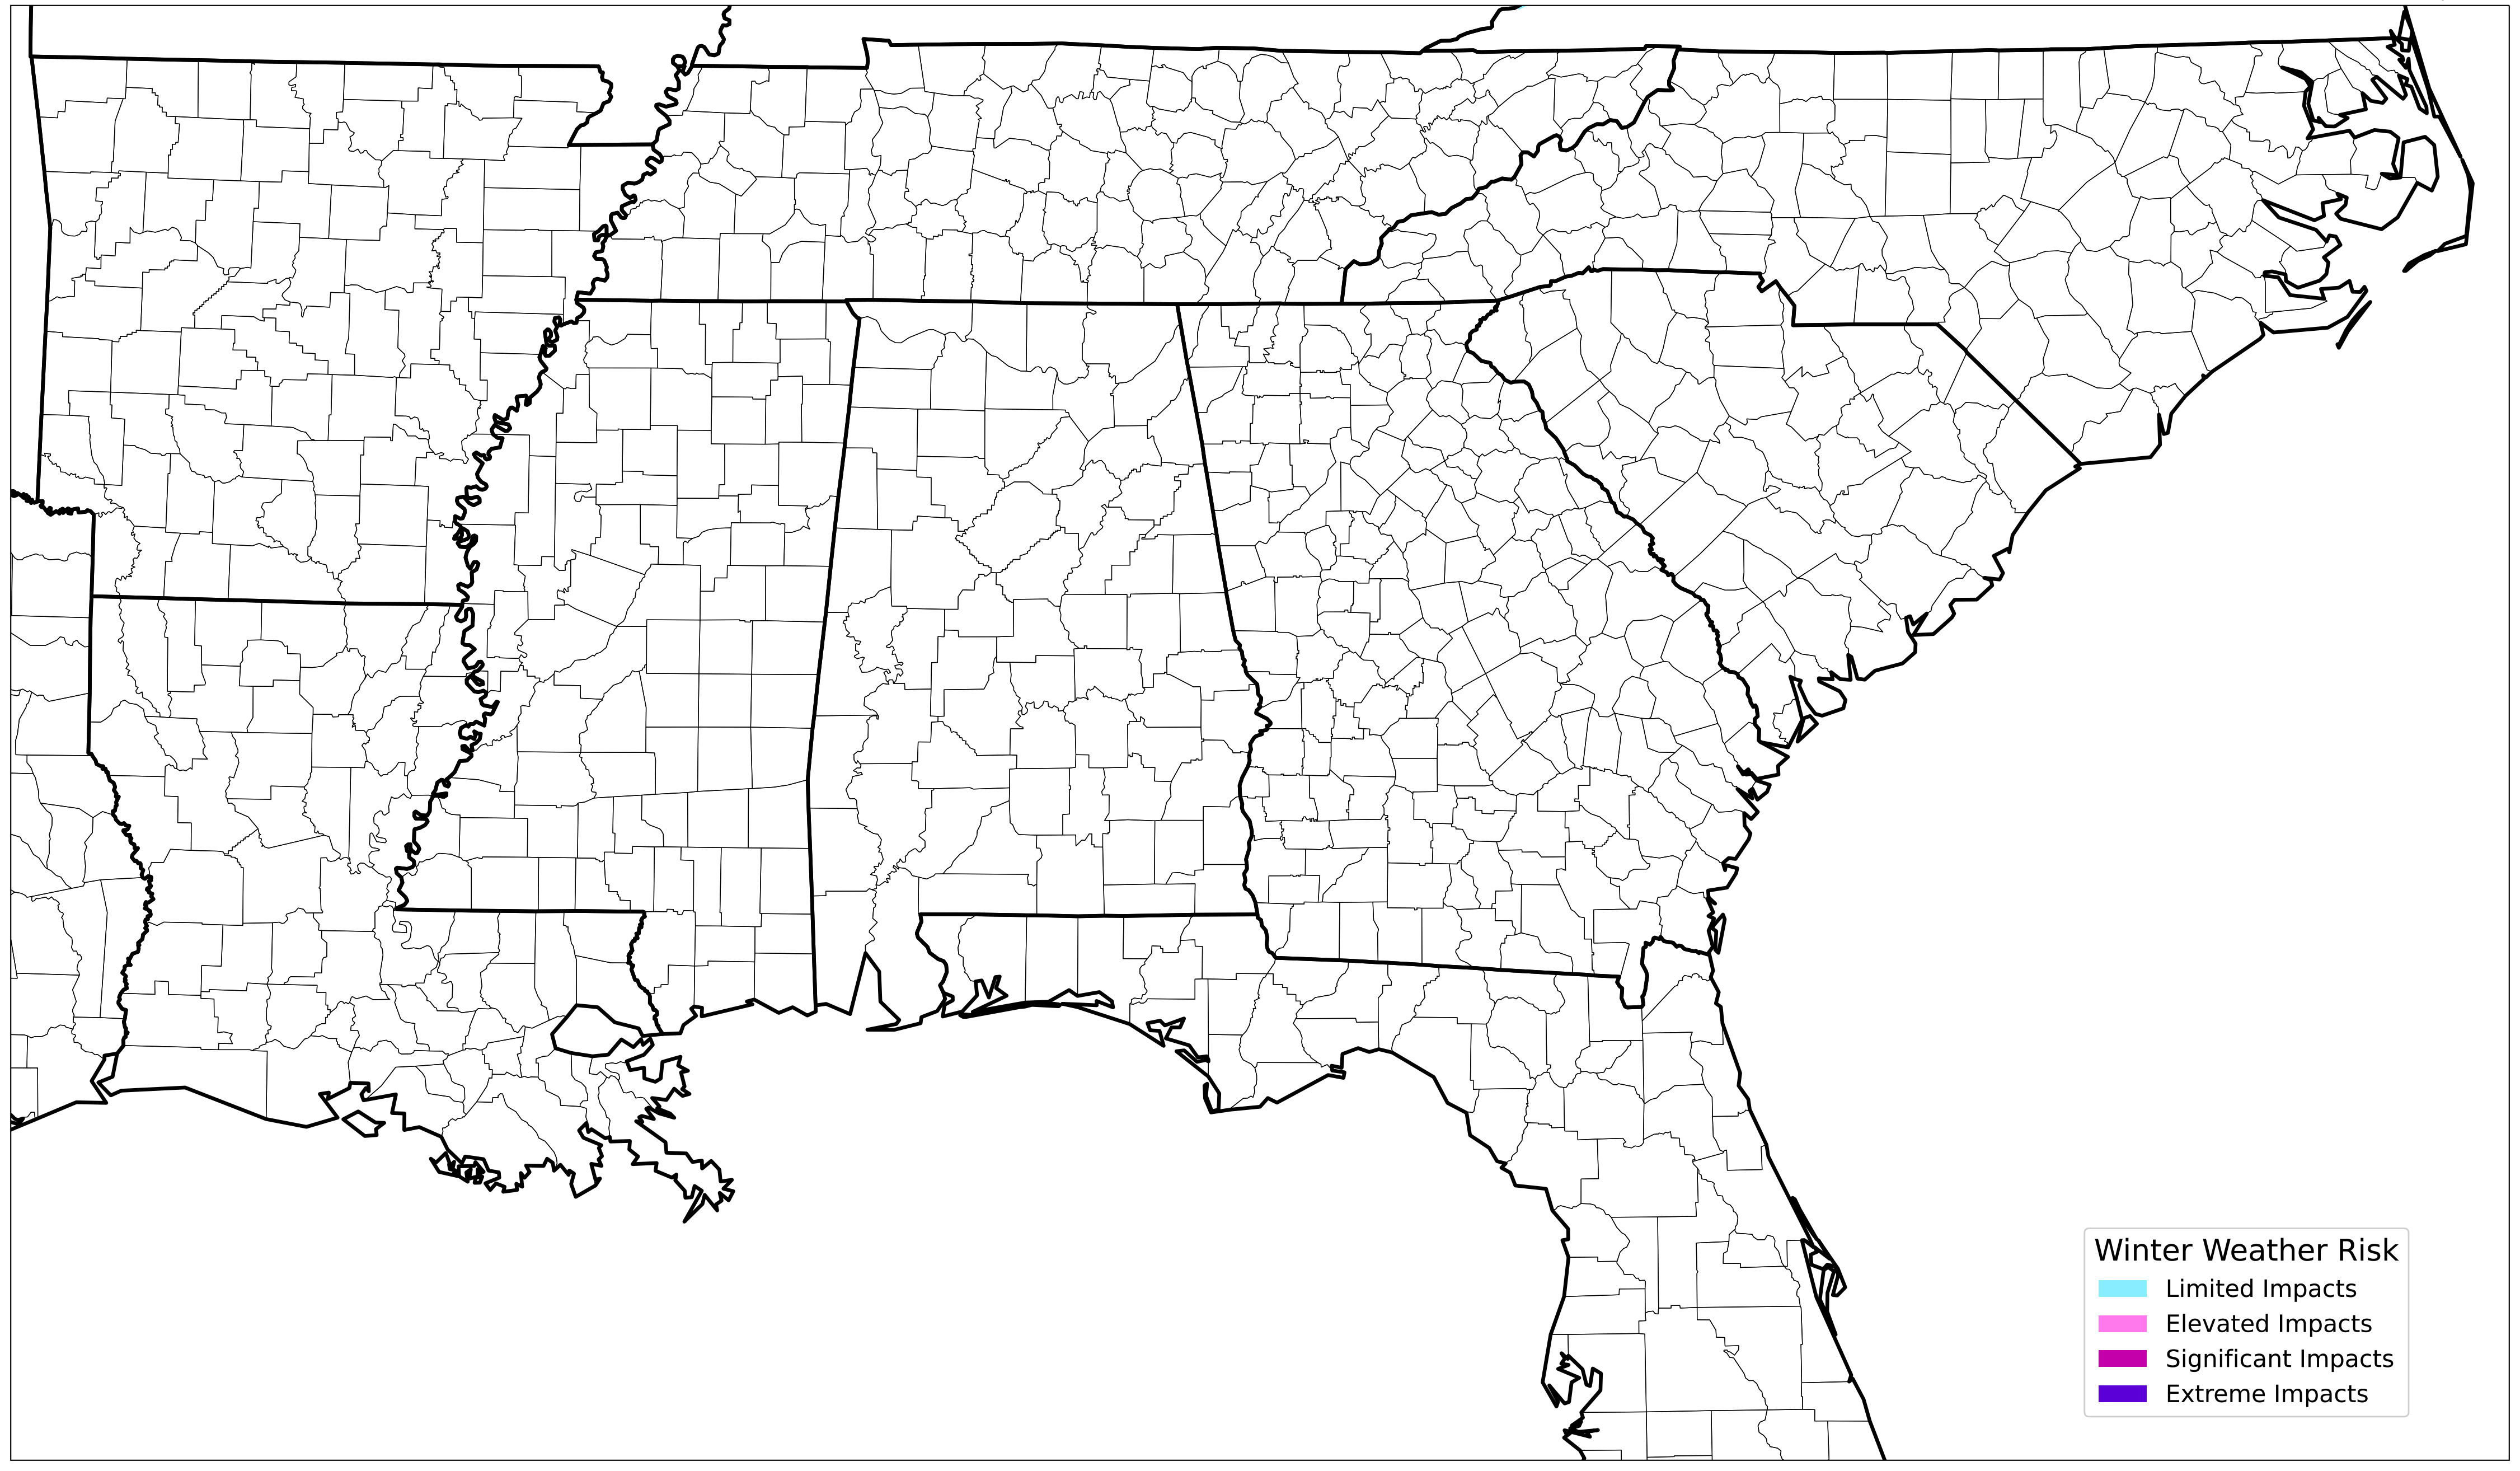 Winter Weather Risk
Limited Impacts
Elevated Impacts
Significant Impacts
Extreme Impacts